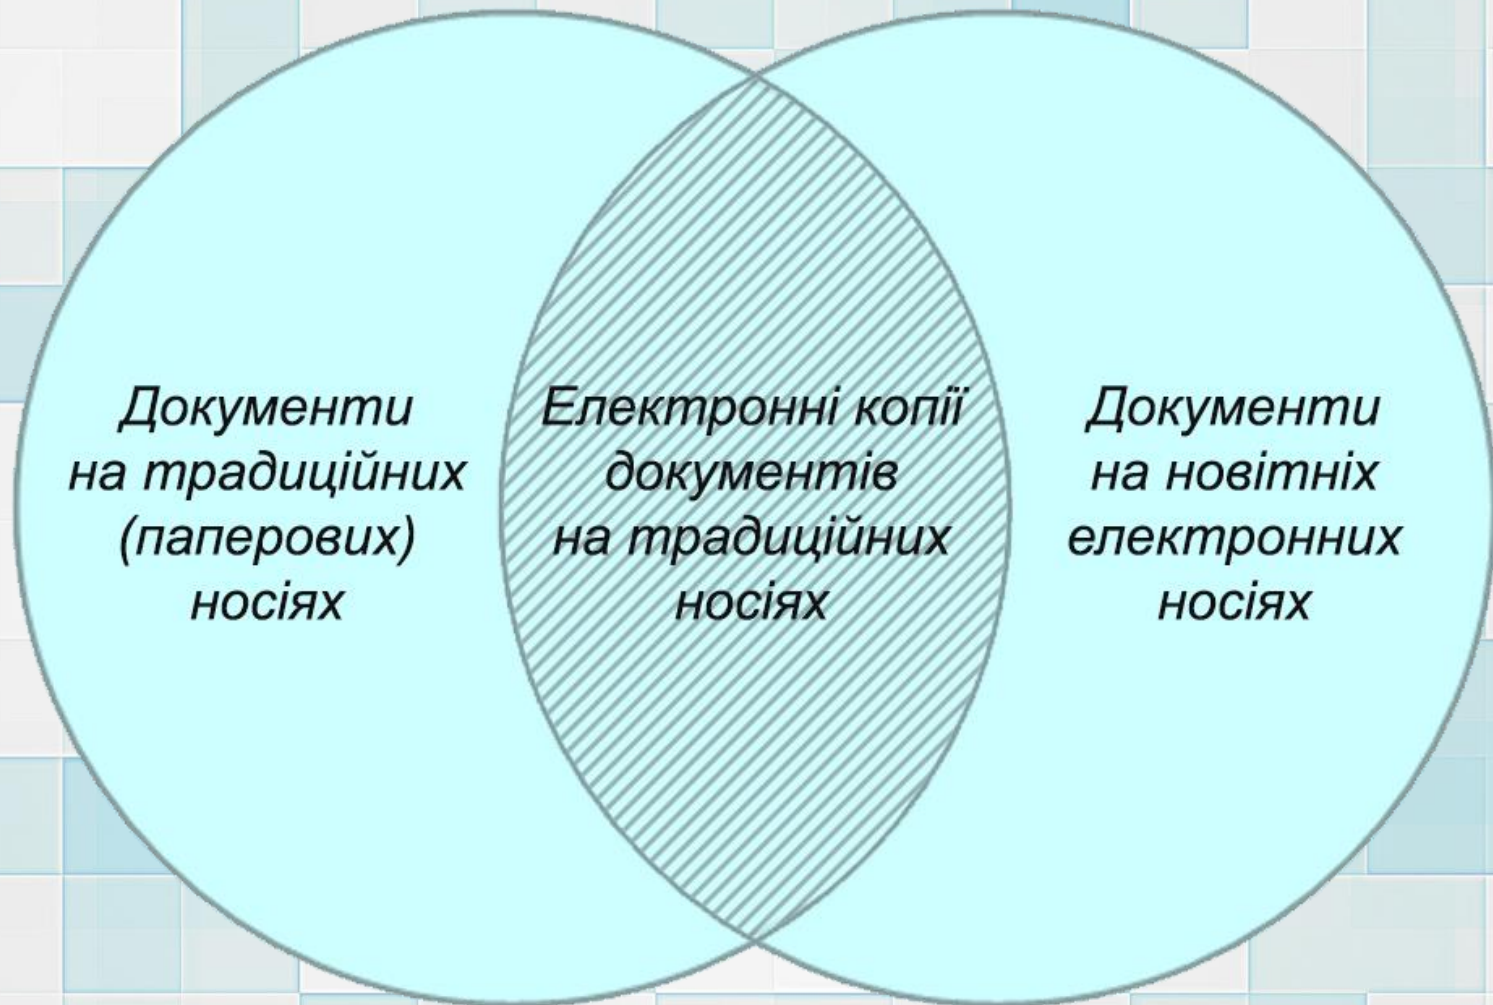 Документи
на традиційних
(паперових)
носіях
Електронні копії
документів
на традиційних
носіях
Документи
на новітніх
електронних
носіях